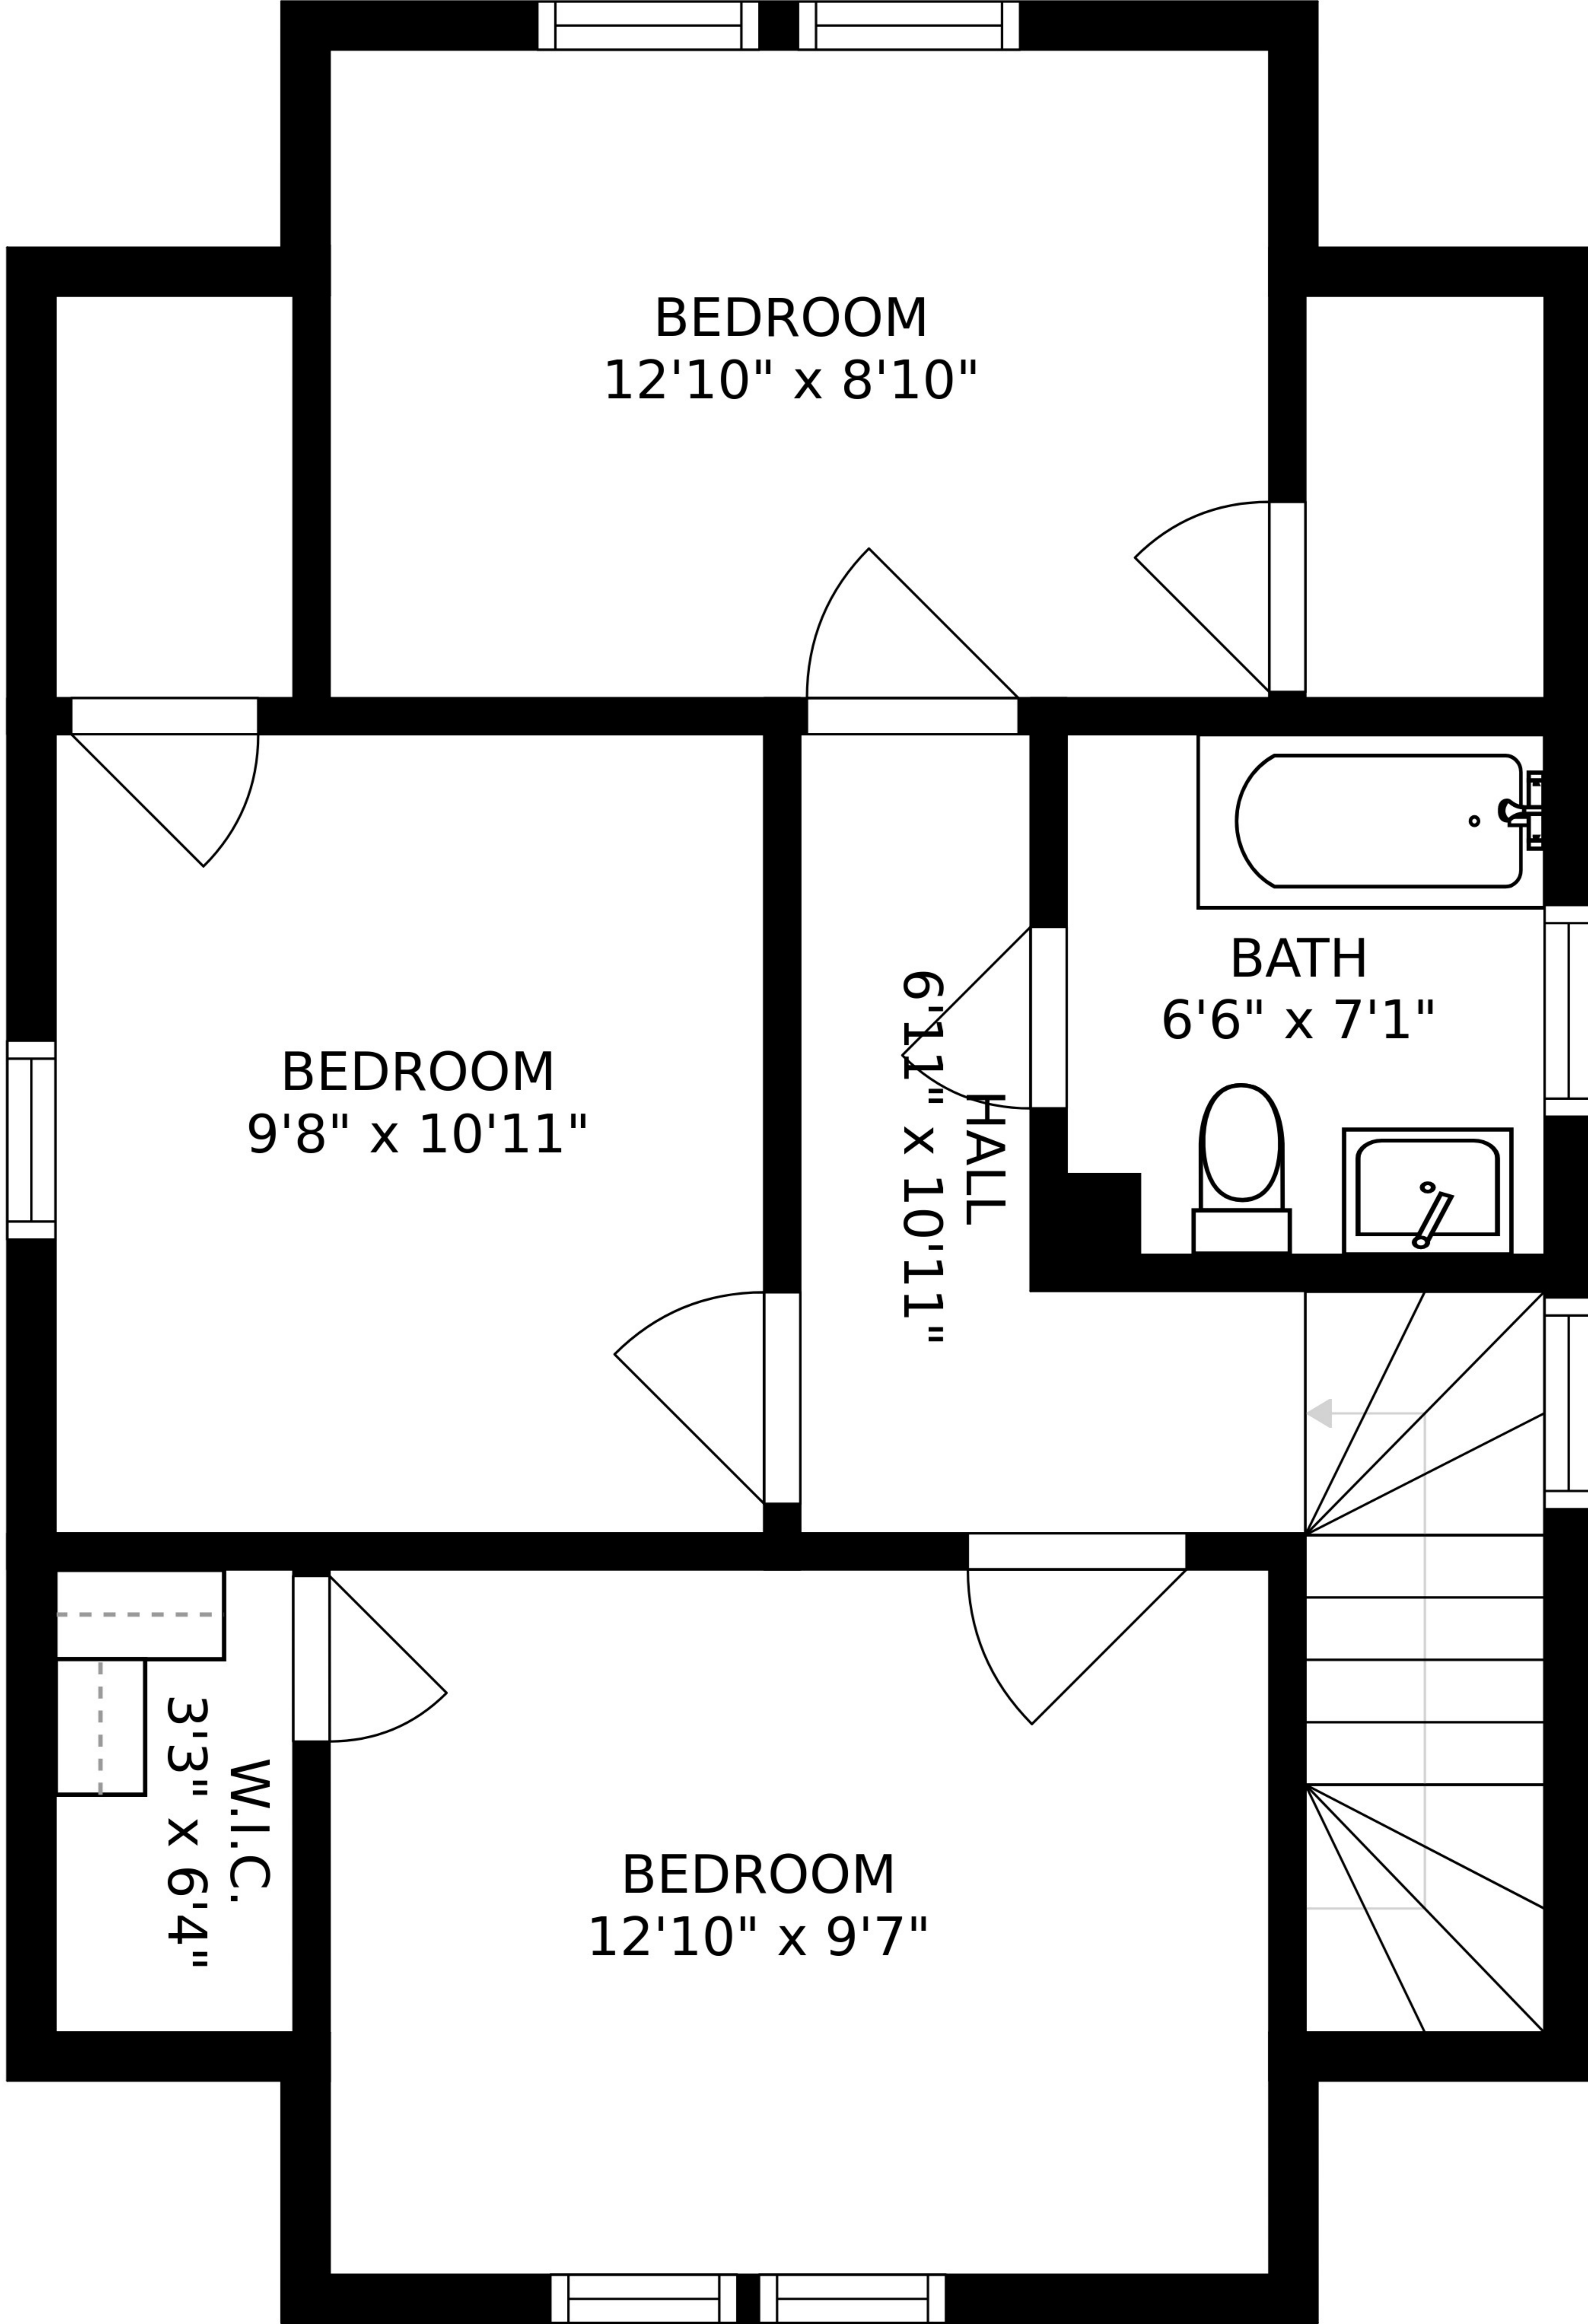 BEDROOM
12'10" x 8'10"
BATH
6'6" x 7'1"
BEDROOM
9'8" x 10'11"
HALL
6'11" x 10'11"
W.I.C.
3'3" x 6'4"
BEDROOM
12'10" x 9'7"